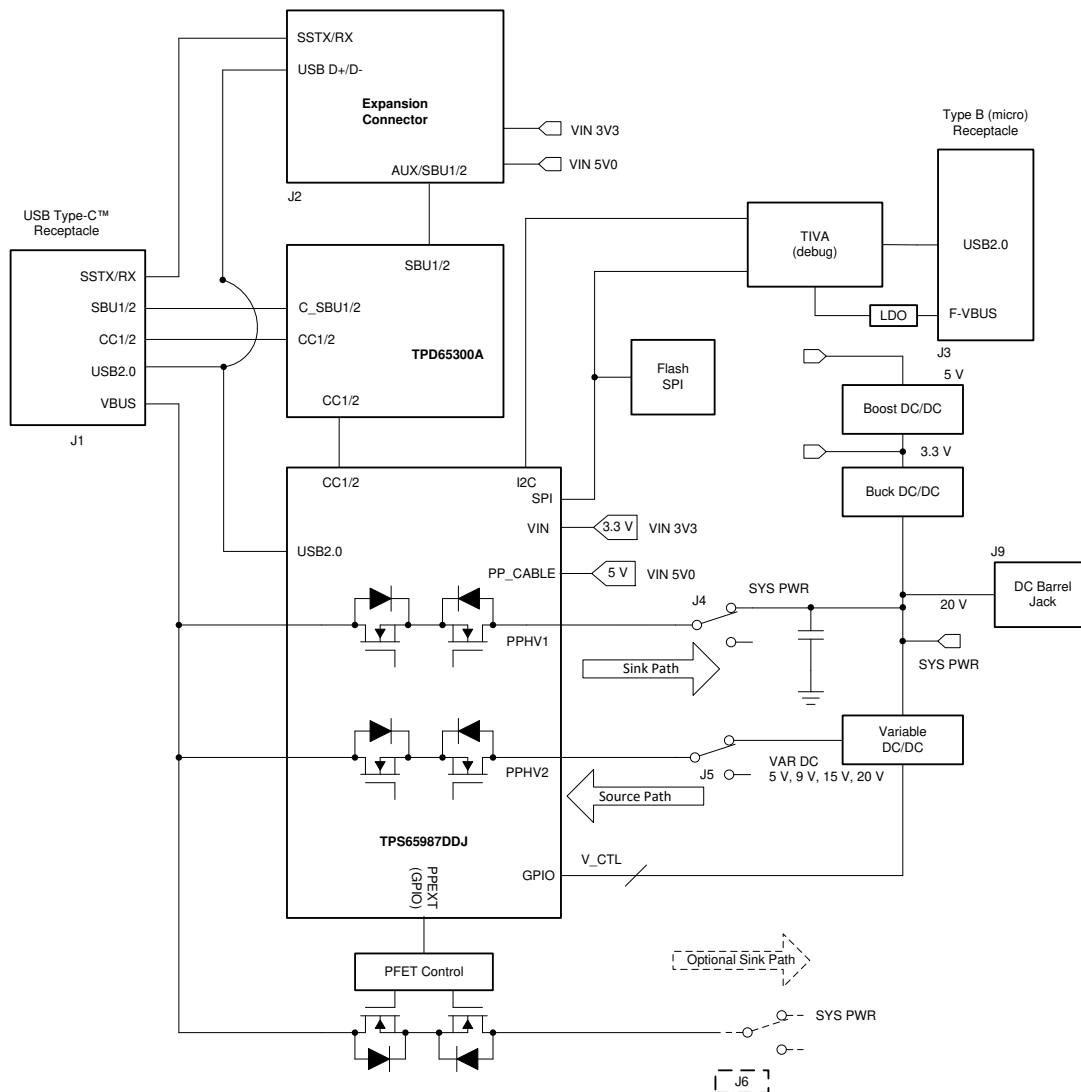 SSTX/RX
USB D+/D-
Expansion
Connector
VIN 3V3
VIN 5V0
AUX/SBU1/2
J2
Type B (micro)
Receptacle
USB Type-C™
Receptacle
SSTX/RX
SBU1/2
CC1/2
USB2.0
VBUS
J1
SBU1/2
C_SBU1/2
CC1/2
TPD65300A
CC1/2
TIVA
(debug)
USB2.0
LDO
F-VBUS
J3
Flash
SPI
5 V
Boost DC/DC
3.3 V
Buck DC/DC
CC1/2
I2C
SPI
VIN
3.3 V
VIN 3V3
USB2.0
PP_CABLE
5 V
VIN 5V0
J9
DC Barrel
Jack
20 V
SYS PWR
J4
SYS PWR
PPHV1
Sink Path
Variable
DC/DC
PPHV2
J5
VAR DC
5 V, 9 V, 15 V, 20 V
Source Path
TPS65987DDJ
V_CTL
GPIO
PPEXT
(GPIO)
PFET Control
Optional Sink Path
SYS PWR
J6